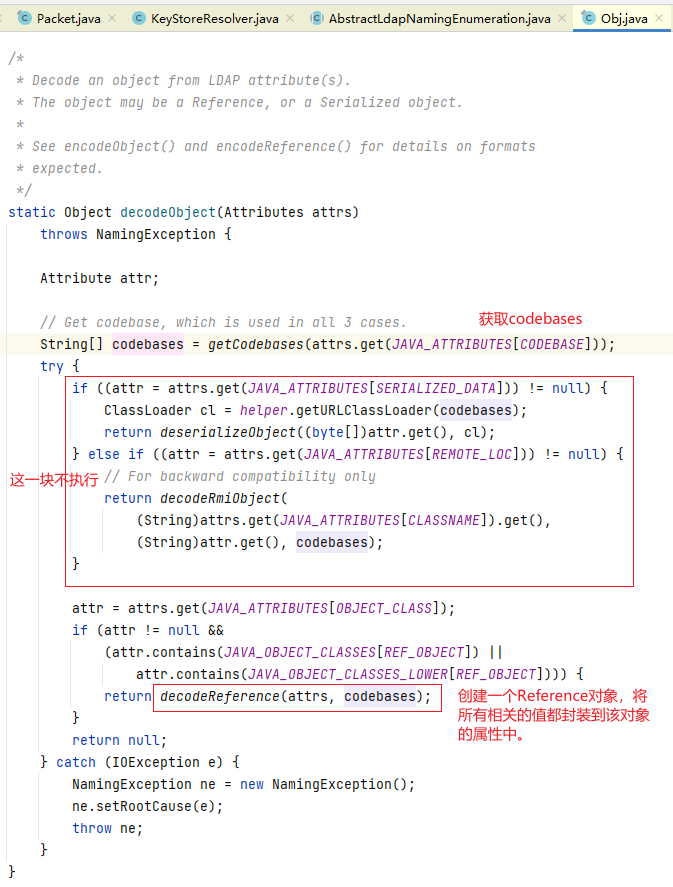 Packet.java × KeyStoreResolver.java × AbstractLdapNamingEnumeration.java × Obj.java ×
/*
 * Decode an object from LDAP attribute(s).
 * The object may be a Reference, or a Serialized object.
 *
 * See encodeObject() and encodeReference() for details on formats
 * expected.
 */
static Object decodeObject(Attributes attrs)
    throws NamingException {
    Attribute attr;
    // Get codebase, which is used in all 3 cases.
获取codebases
    String[] codebases = getCodebases(attrs.get(JAVA_ATTRIBUTES[CODEBASE]));
    try {
        if ((attr = attrs.get(JAVA_ATTRIBUTES[SERIALIZED_DATA])) != null) {
            ClassLoader cl = helper.getURLClassLoader(codebases);
            return deserializeObject((byte[])attr.get(), cl);
        } else if ((attr = attrs.get(JAVA_ATTRIBUTES[REMOTE_LOC])) != null) {
这一块不执行
            // For backward compatibility only
            return decodeRmiObject(
                (String)attrs.get(JAVA_ATTRIBUTES[CLASSNAME]).get(),
                (String)attr.get(), codebases);
        }
        attr = attrs.get(JAVA_ATTRIBUTES[OBJECT_CLASS]);
        if (attr != null &&
            (attr.contains(JAVA_OBJECT_CLASSES[REF_OBJECT]) ||
                attr.contains(JAVA_OBJECT_CLASSES_LOWER[REF_OBJECT]))) {
            return decodeReference(attrs, codebases);
创建一个Reference对象，将
所有相关的值都封装到该对象
的属性中。
        }
        return null;
    } catch (IOException e) {
        NamingException ne = new NamingException();
        ne.setRootCause(e);
        throw ne;
    }
}